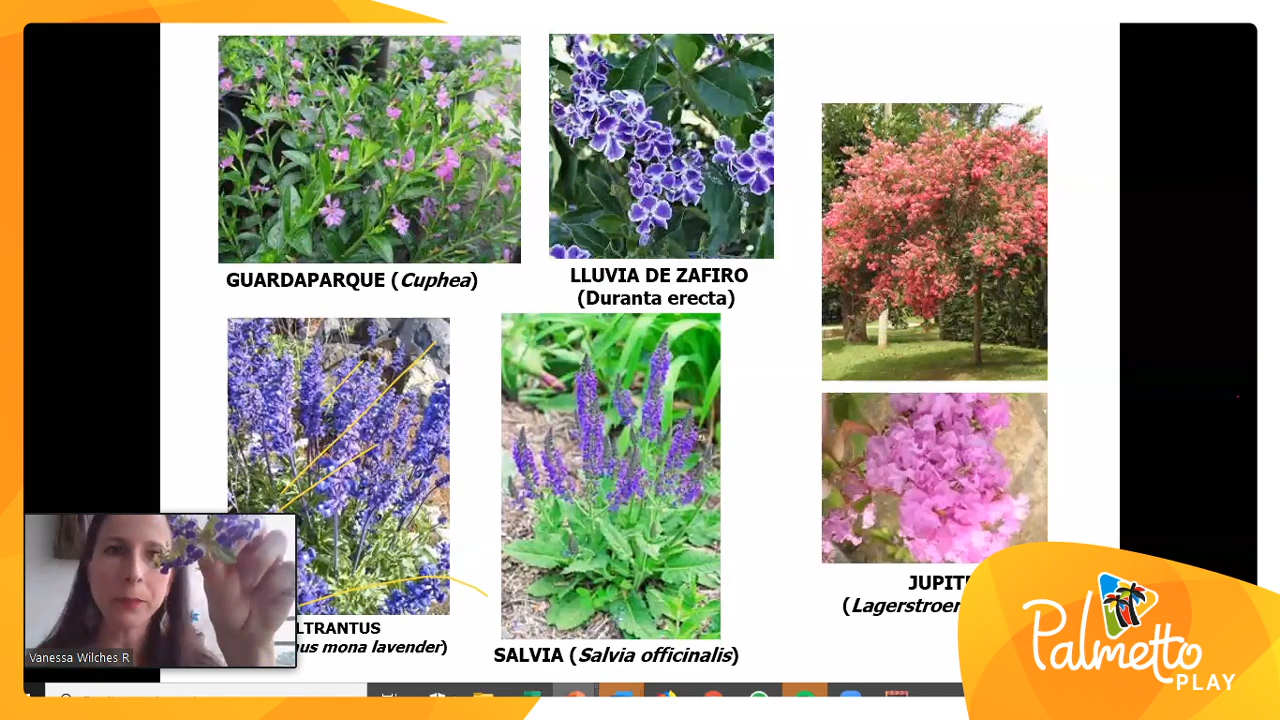 GUARDAPARQUE (Cuphea)
LLUVIA DE ZAFIRO
(Duranta erecta)
LTRANTUS
us mona lavender)
SALVIA (Salvia officinalis)
JUPIT
(Lagerstroe
Vanessa Wilches R
Palmetto
PLAY